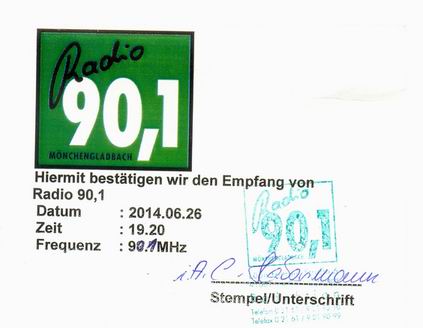 Radio
90,1
MÖNCHENGLADBACH
Hiermit bestätigen wir den Empfang von
Radio 90,1
Datum : 2014.06.26
Zeit : 19.20
Frequenz : 90.1MHz
Radio
90,1
i.A. C.
Stempel/Unterschrift